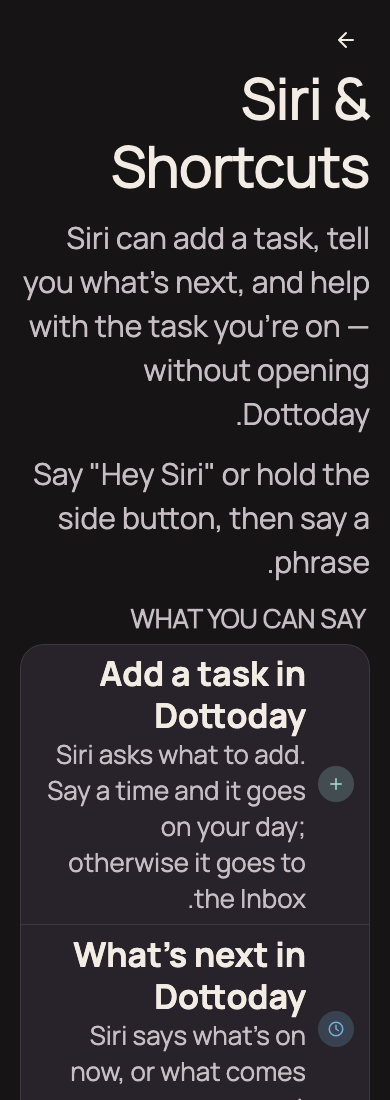 Siri &
Shortcuts
Siri can add a task, tell
you what's next, and help
with the task you're on —
without opening
.Dottoday
Say "Hey Siri" or hold the
side button, then say a
.phrase
WHAT YOU CAN SAY
Add a task in
Dottoday
Siri asks what to add.
Say a time and it goes
on your day;
otherwise it goes to
.the Inbox
What's next in
Dottoday
Siri says what's on
now, or what comes